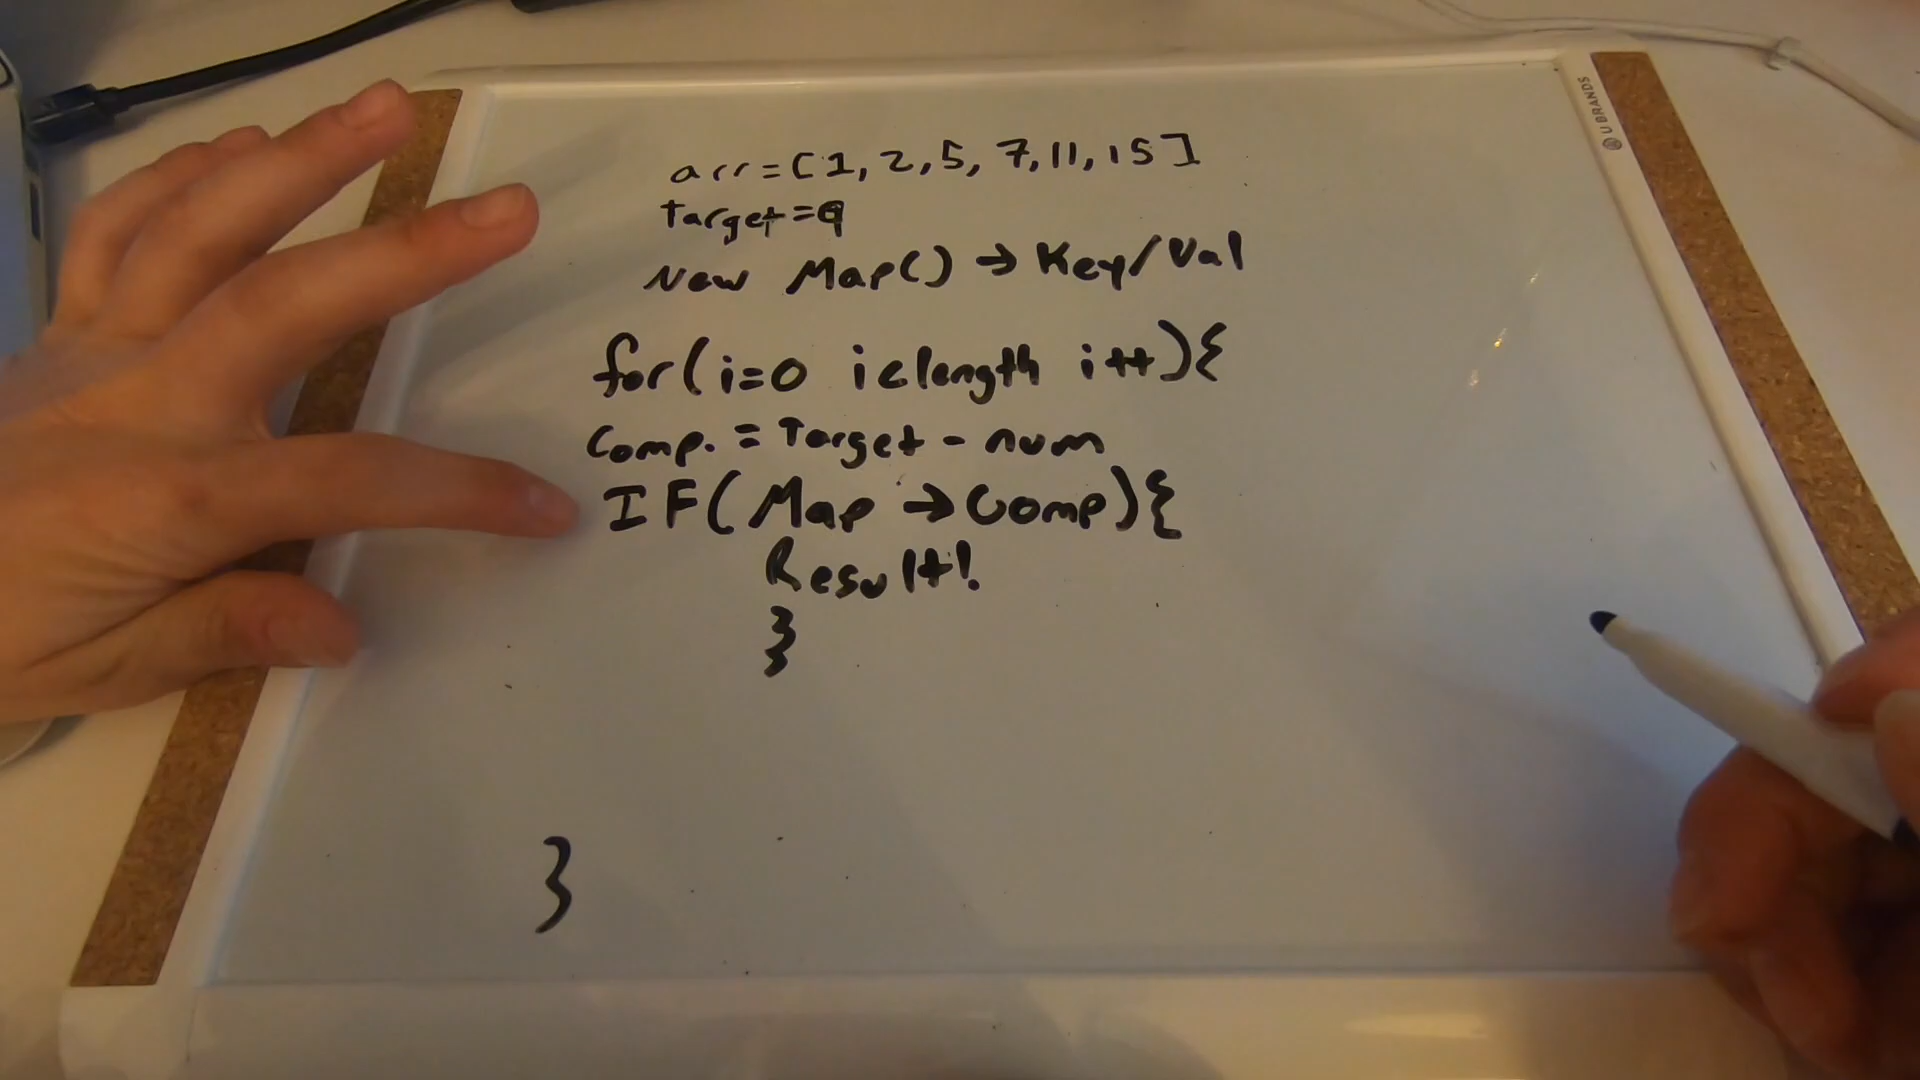 U BRANDS
arr=[1, 2, 5, 7, 11, 15]
Target=9
New Map() → Key/Val
for(i=0 i<length i++){
Comp. = Target - num
IF(Map → Comp){
Result!
}
}